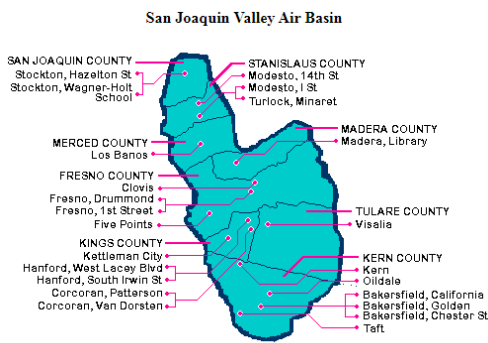 San Joaquin Valley Air Basin
SAN JOAQUIN COUNTY
Stockton, Hazelton St
Stockton, Wagner-Holt
School
STANISLAUS COUNTY
Modesto, 14th St
Modesto, I St
Turlock, Minaret
MADERA COUNTY
Madera, Library
MERCED COUNTY
Los Banos
FRESNO COUNTY
Clovis
Fresno, Drummond
Fresno, 1st Street
Five Points
TULARE COUNTY
Visalia
KINGS COUNTY
Kettleman City
Hanford, West Lacey Blvd
Hanford, South Irwin St
Corcoran, Patterson
Corcoran, Van Dorsten
KERN COUNTY
Kern
Oildale
Bakersfield, California
Bakersfield, Golden
Bakersfield, Chester St
Taft